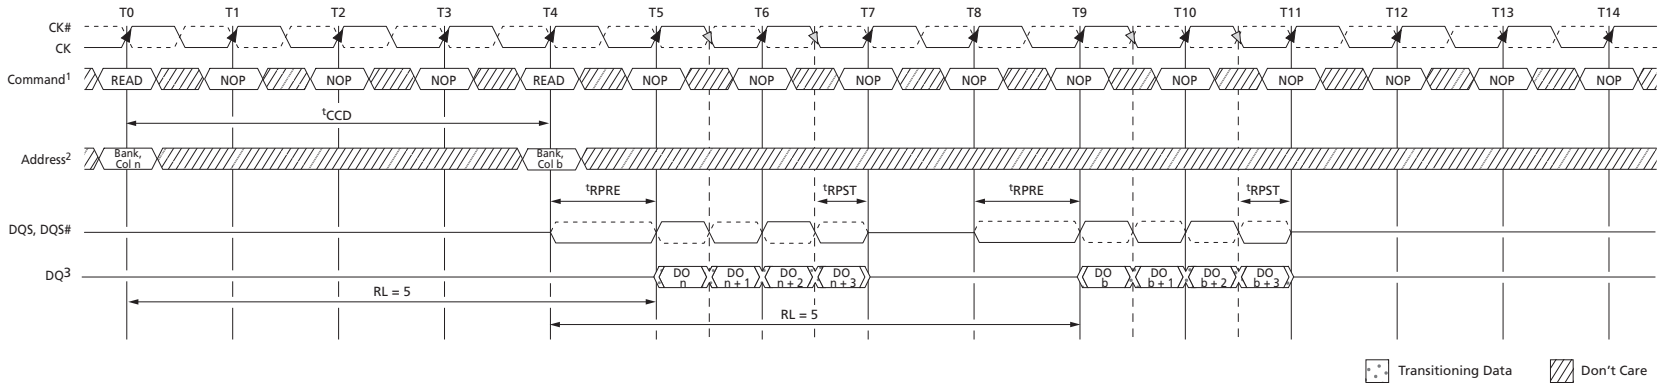 T0 T1 T2 T3 T4 T5 T6 T7 T8 T9 T10 T11 T12 T13 T14
CK#
CK
Command1 READ NOP NOP NOP READ NOP NOP NOP NOP NOP NOP NOP NOP NOP NOP
tCCD
Address2 Bank, Col n Bank, Col b
tRPRE tRPST tRPRE tRPST
DQS, DQS#
DQ3 DO n DO n + 1 DO n + 2 DO n + 3 DO b DO b + 1 DO b + 2 DO b + 3
RL = 5
RL = 5
Transitioning Data Don't Care